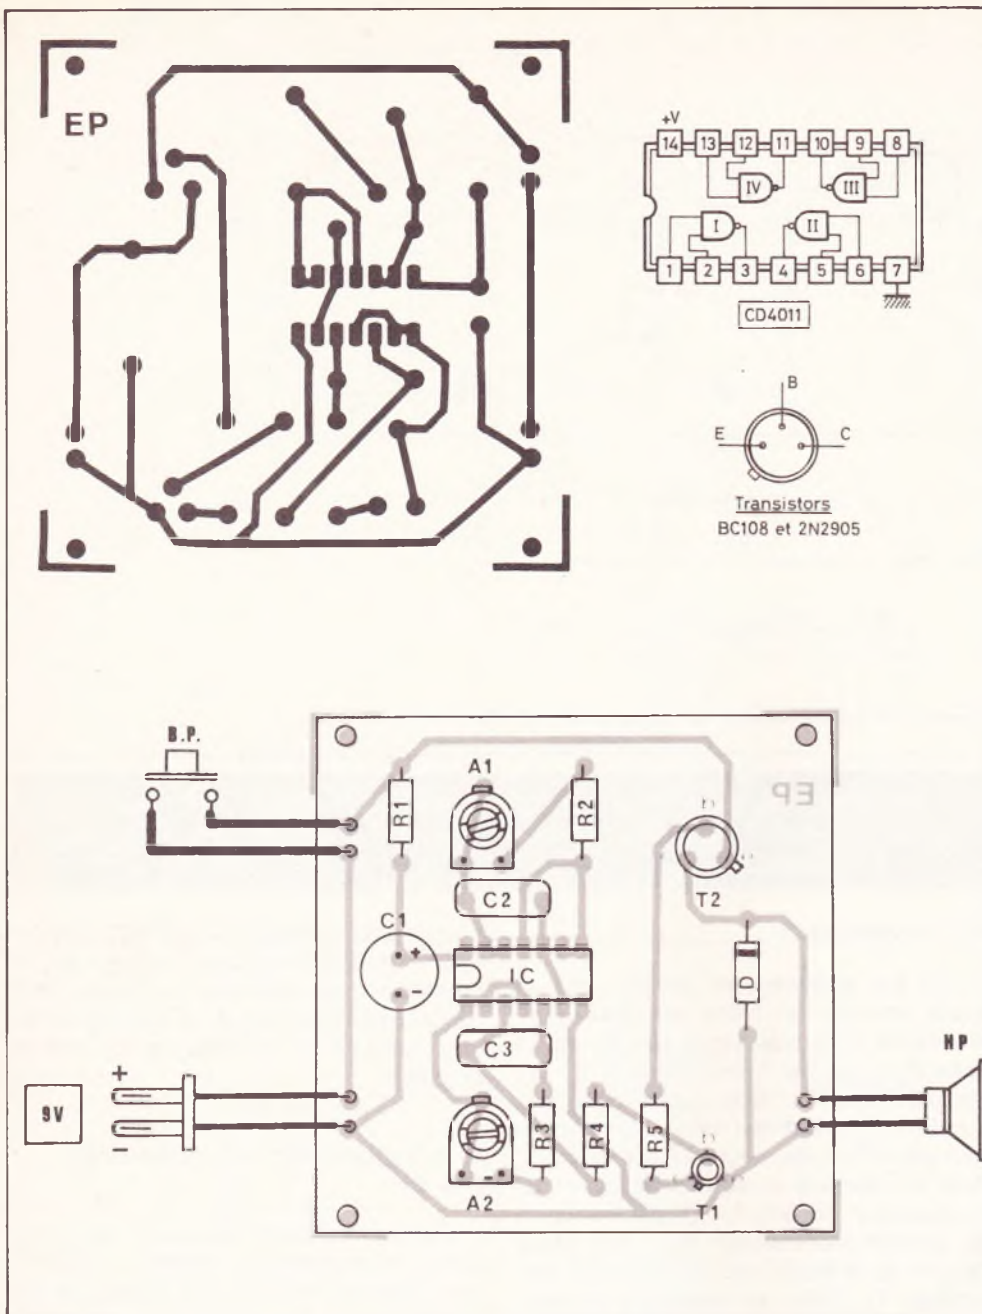 EP
+V
14 13 12 11 10 9 8
IV III
I II
1 2 3 4 5 6 7
CD4011
B
E C
Transistors
BC108 et 2N2905
B.P.
A1
R1
R2
EP
C2
T2
C1
+
IC
-
D
C3
HP
+
9V
-
R3
R4
R5
-
A2
T1